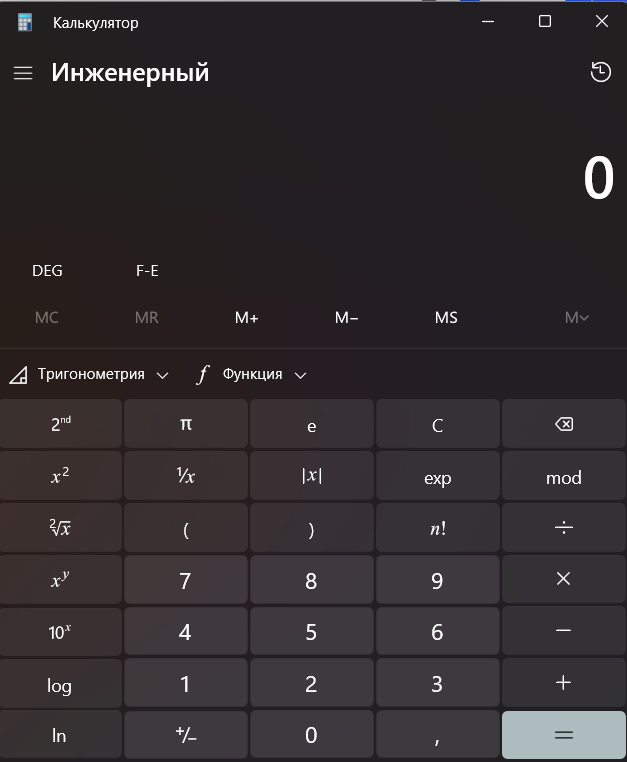 Калькулятор
Инженерный
0
DEG F-E
MC MR M+ M− MS M
Тригонометрия f Функция
2ⁿᵈ π e C
x² ¹/x |x| exp mod
²√x ( ) n! ÷
xʸ 7 8 9 ×
10ˣ 4 5 6 −
log 1 2 3 +
ln +/− 0 , =